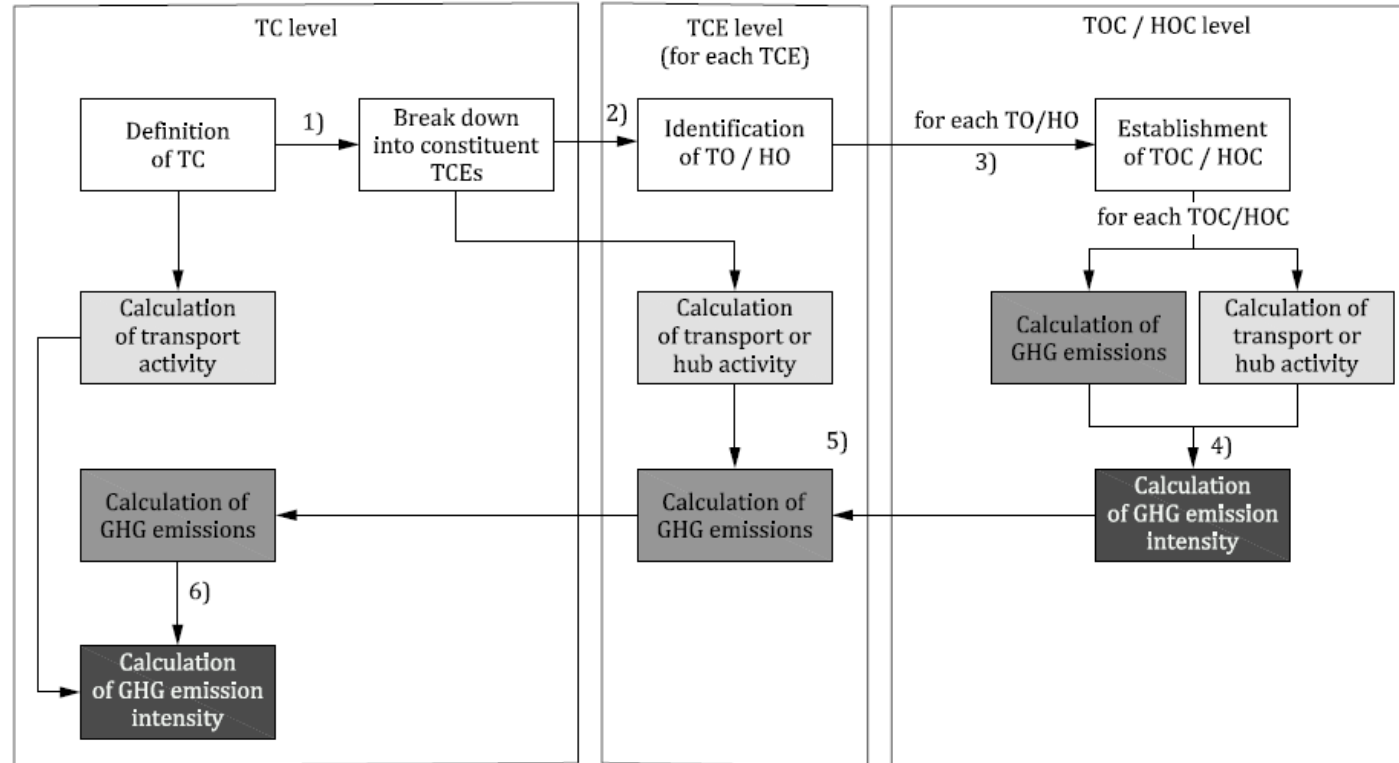 TC level
TCE level
(for each TCE)
TOC / HOC level
Definition
of TC
1)
Break down
into constituent
TCEs
2)
Identification
of TO / HO
for each TO/HO
3)
Establishment
of TOC / HOC
for each TOC/HOC
Calculation
of transport
activity
Calculation
of transport or
hub activity
Calculation of
GHG emissions
Calculation of
transport or
hub activity
4)
5)
Calculation of
GHG emissions
Calculation of
GHG emissions
Calculation
of GHG emission
intensity
6)
Calculation
of GHG emission
intensity